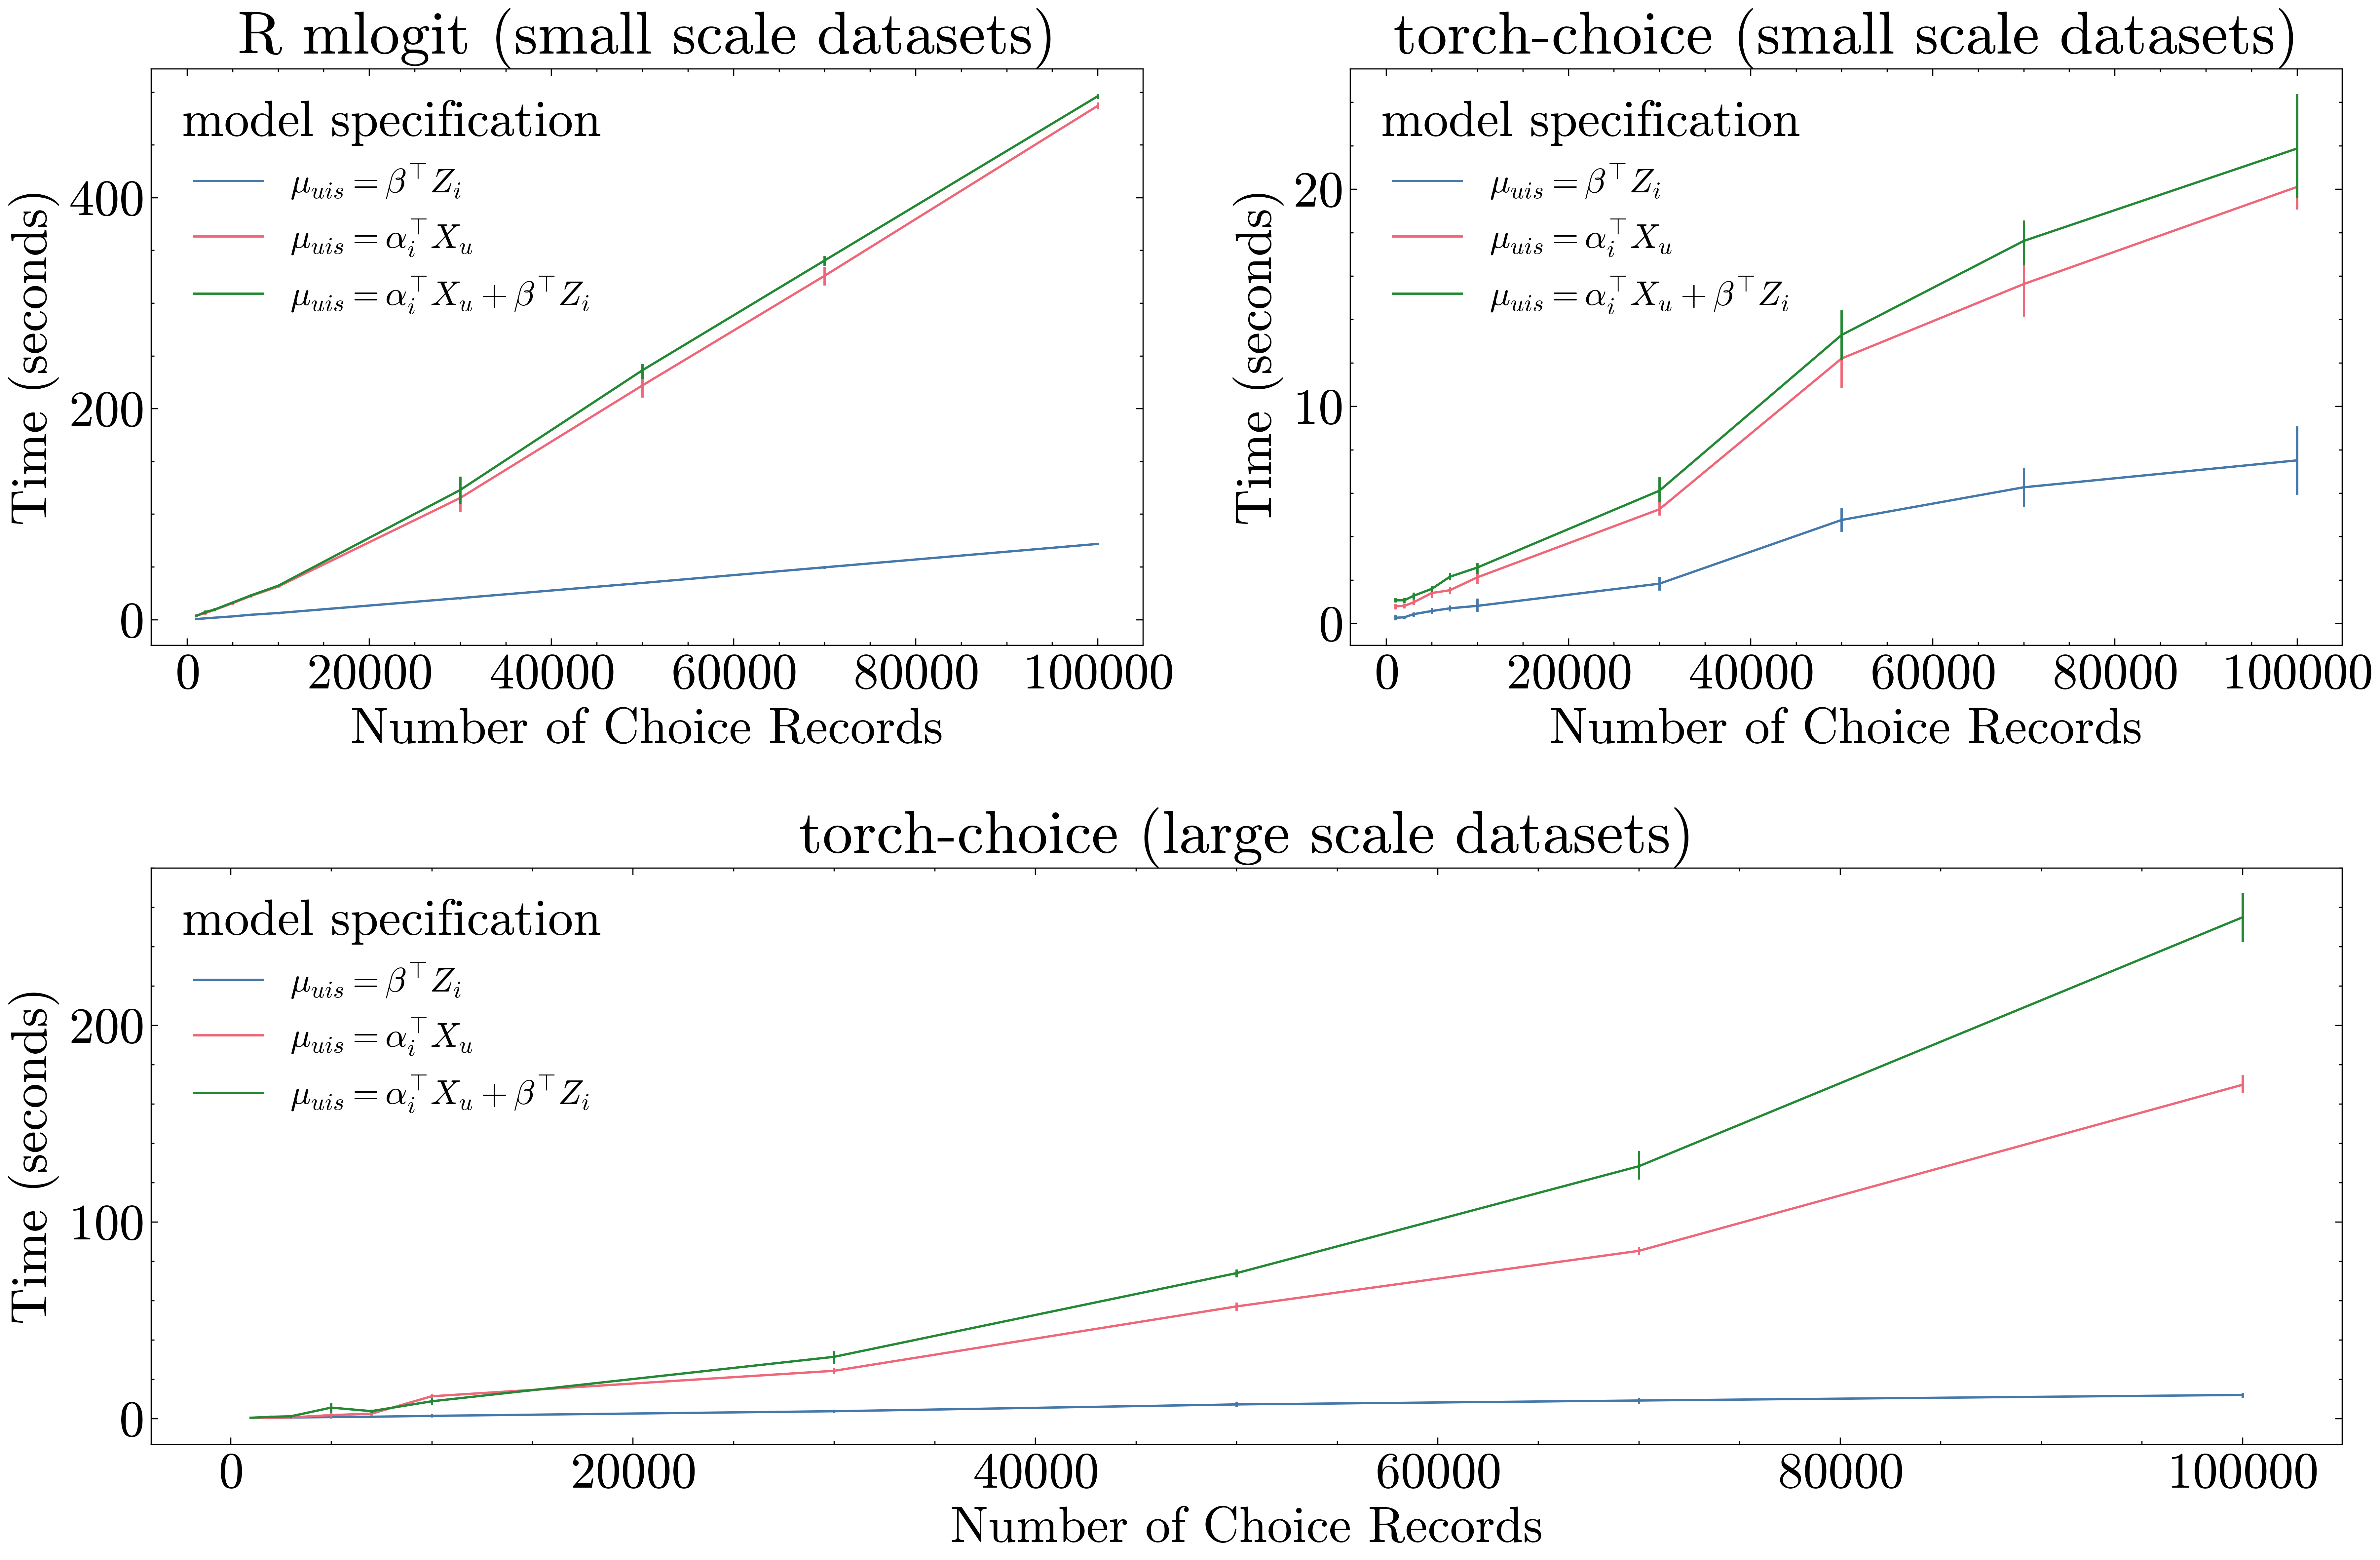 R mlogit (small scale datasets)
model specification
μ_uis = β^⊤ Z_i
μ_uis = α_i^⊤ X_u
μ_uis = α_i^⊤ X_u + β^⊤ Z_i
Time (seconds)
400
200
0
0 20000 40000 60000 80000 100000
Number of Choice Records
torch-choice (small scale datasets)
model specification
μ_uis = β^⊤ Z_i
μ_uis = α_i^⊤ X_u
μ_uis = α_i^⊤ X_u + β^⊤ Z_i
Time (seconds)
20
10
0
0 20000 40000 60000 80000 100000
Number of Choice Records
torch-choice (large scale datasets)
model specification
μ_uis = β^⊤ Z_i
μ_uis = α_i^⊤ X_u
μ_uis = α_i^⊤ X_u + β^⊤ Z_i
Time (seconds)
200
100
0
0 20000 40000 60000 80000 100000
Number of Choice Records